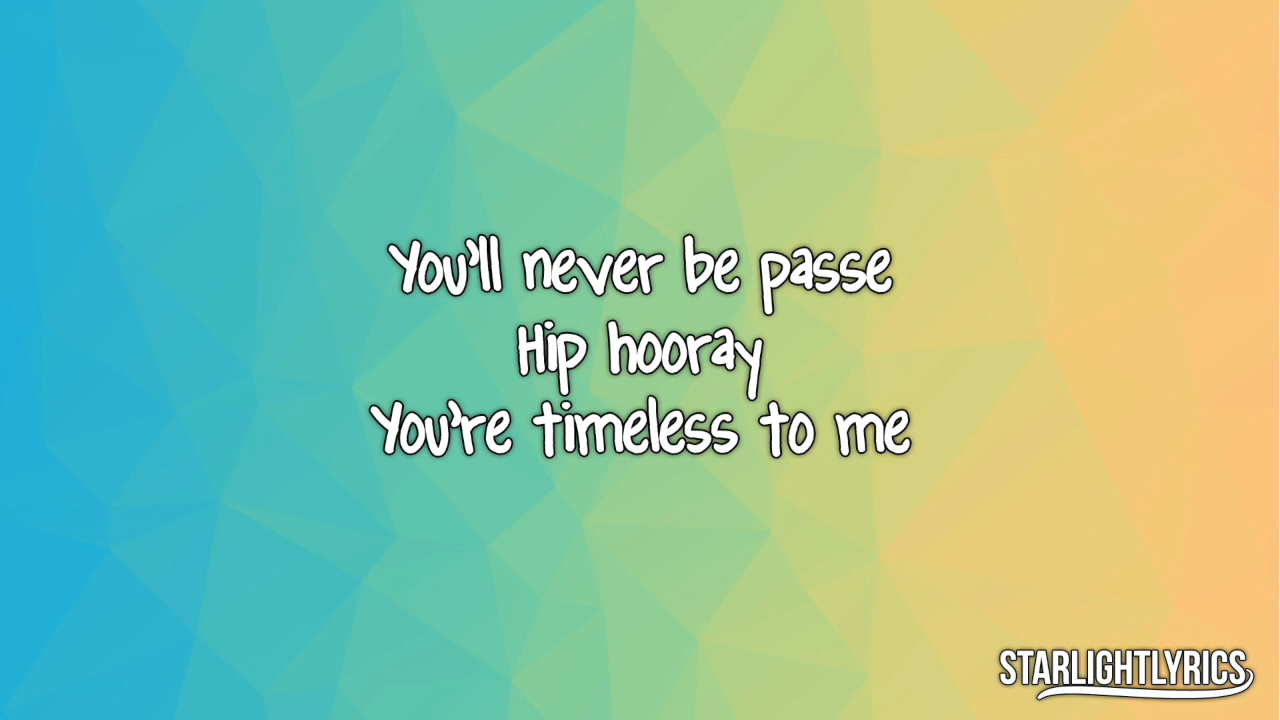 You'll never be passe
Hip hooray
You're timeless to me
STARLIGHTLYRICS